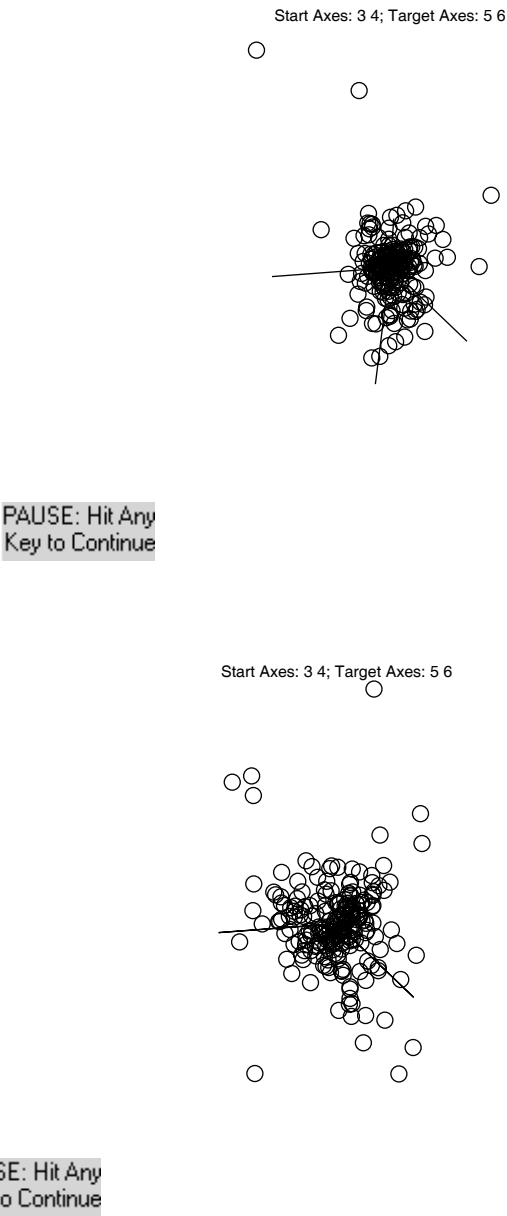 Start Axes: 3 4; Target Axes: 5 6
PAUSE: Hit Any
Key to Continue
Start Axes: 3 4; Target Axes: 5 6
SE: Hit Any
o Continue